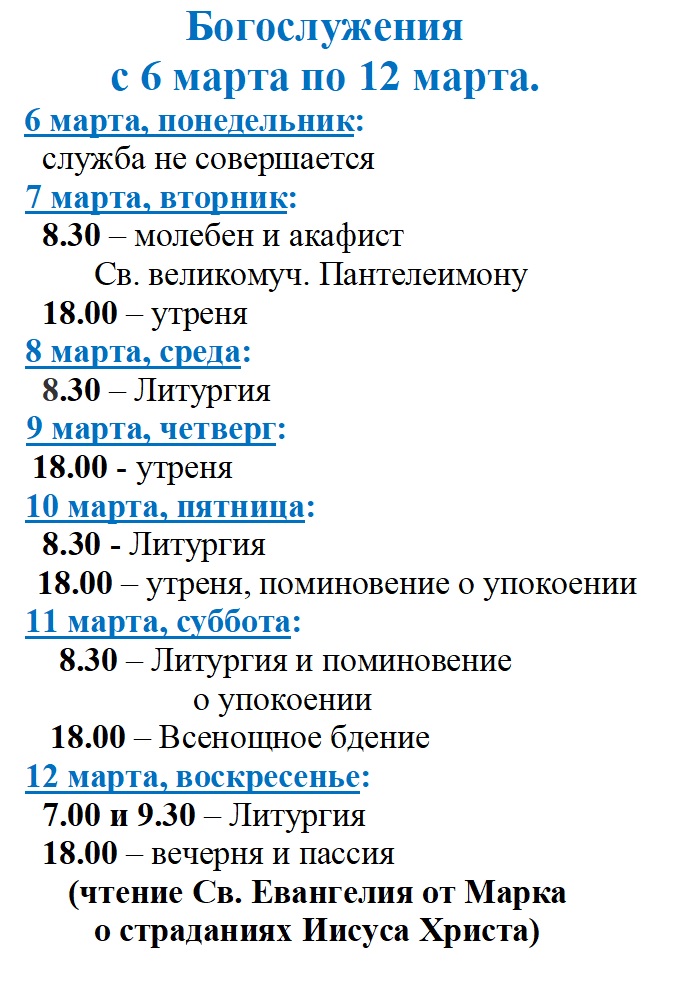 Богослужения
с 6 марта по 12 марта.
6 марта, понедельник:
служба не совершается
7 марта, вторник:
8.30 – молебен и акафист
Св. великомуч. Пантелеимону
18.00 – утреня
8 марта, среда:
8.30 – Литургия
9 марта, четверг:
18.00 - утреня
10 марта, пятница:
8.30 - Литургия
18.00 – утреня, поминовение о упокоении
11 марта, суббота:
8.30 – Литургия и поминовение
о упокоении
18.00 – Всенощное бдение
12 марта, воскресенье:
7.00 и 9.30 – Литургия
18.00 – вечерня и пассия
(чтение Св. Евангелия от Марка
о страданиях Иисуса Христа)